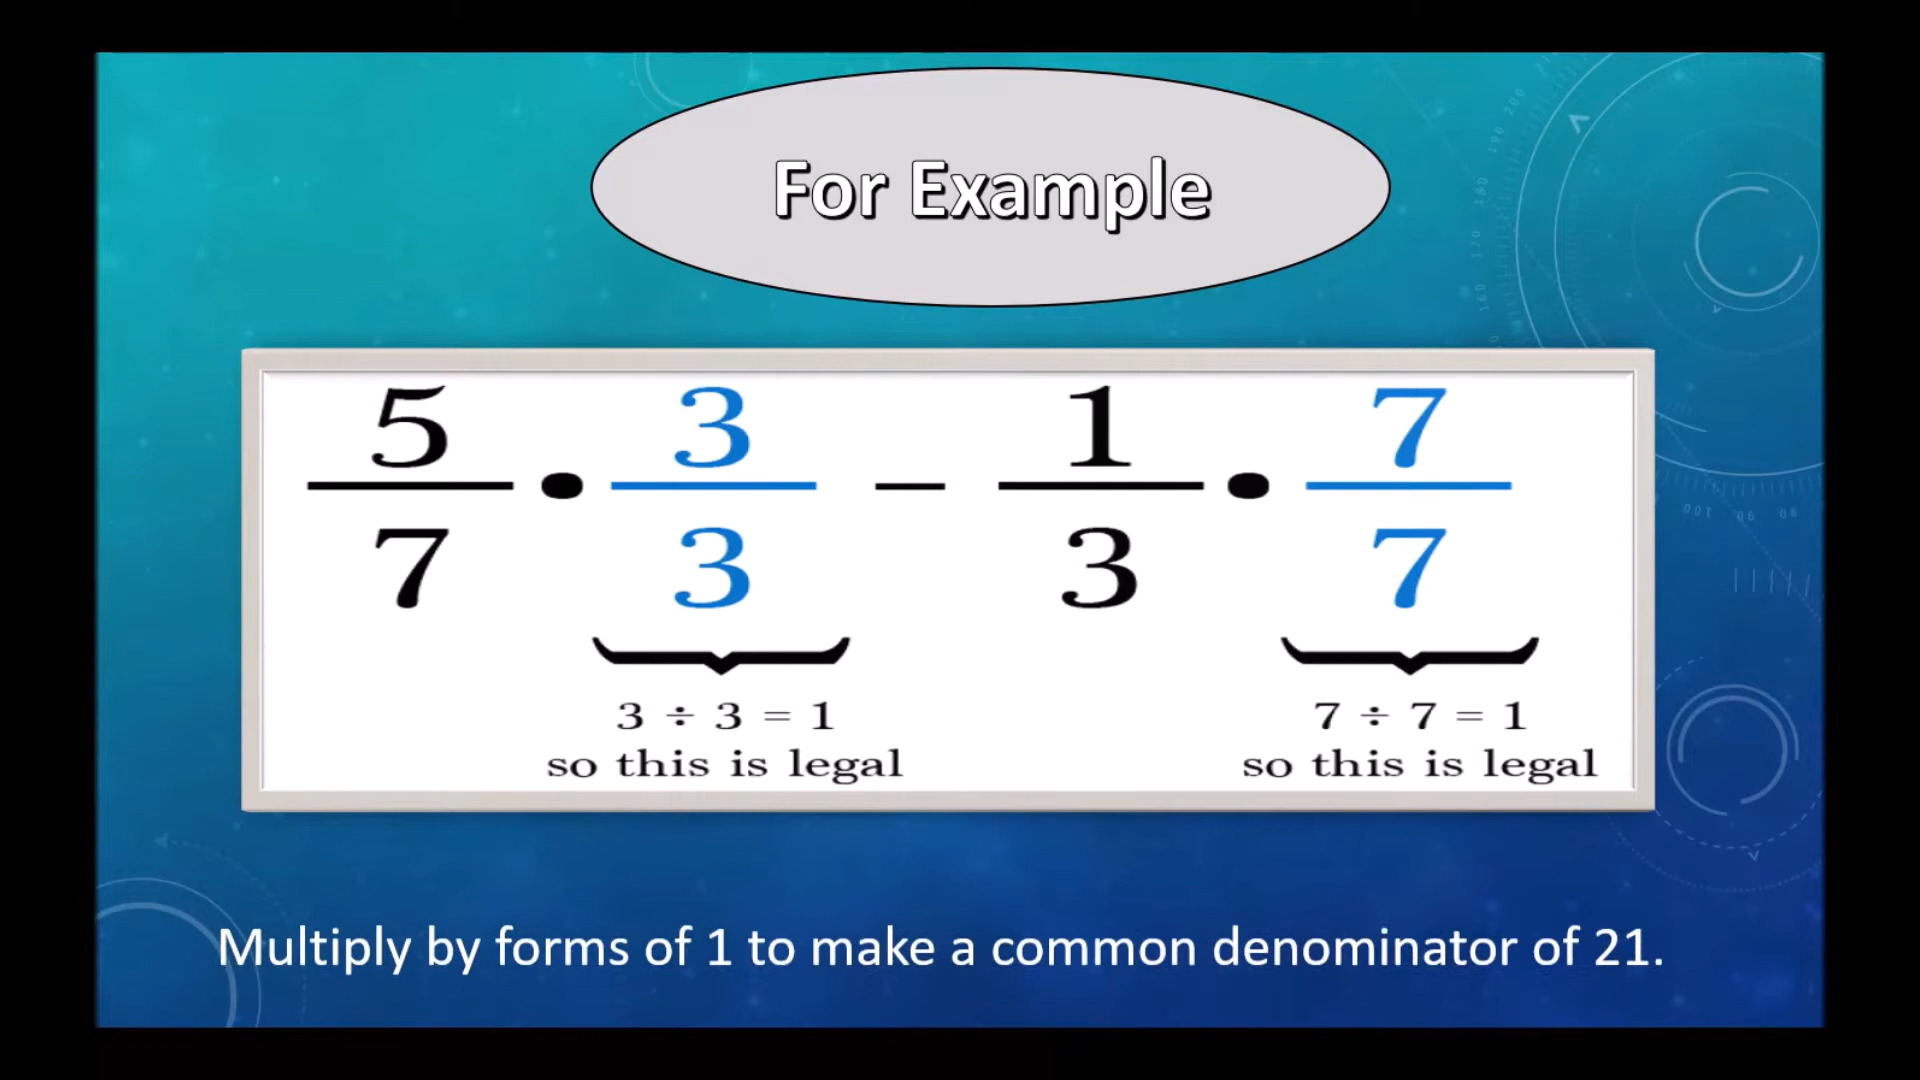 For Example
5/7 • 3/3 – 1/3 • 7/7
3 ÷ 3 = 1 7 ÷ 7 = 1
so this is legal so this is legal
Multiply by forms of 1 to make a common denominator of 21.